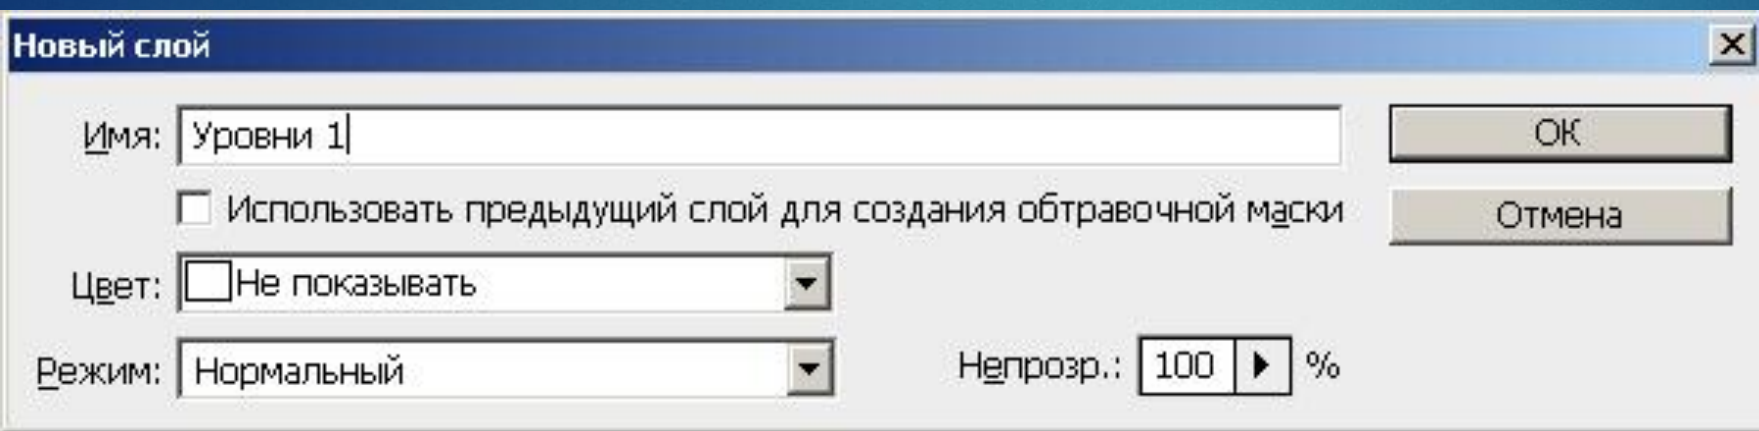 Новый слой
Имя: Уровни 1 ОК
Использовать предыдущий слой для создания обтравочной маски Отмена
Цвет: Не показывать
Режим: Нормальный Непрозр.: 100 %